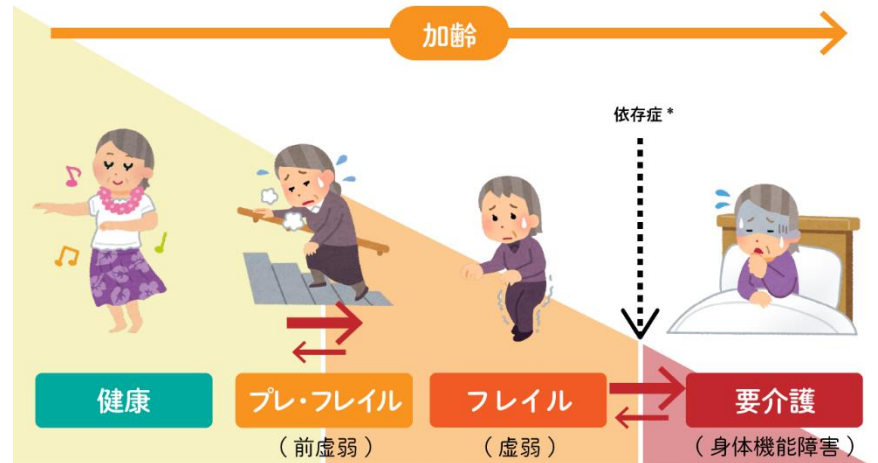 加齢
依存症*
健康
プレ・フレイル
フレイル
要介護
(前虚弱)
(虚弱)
(身体機能障害)